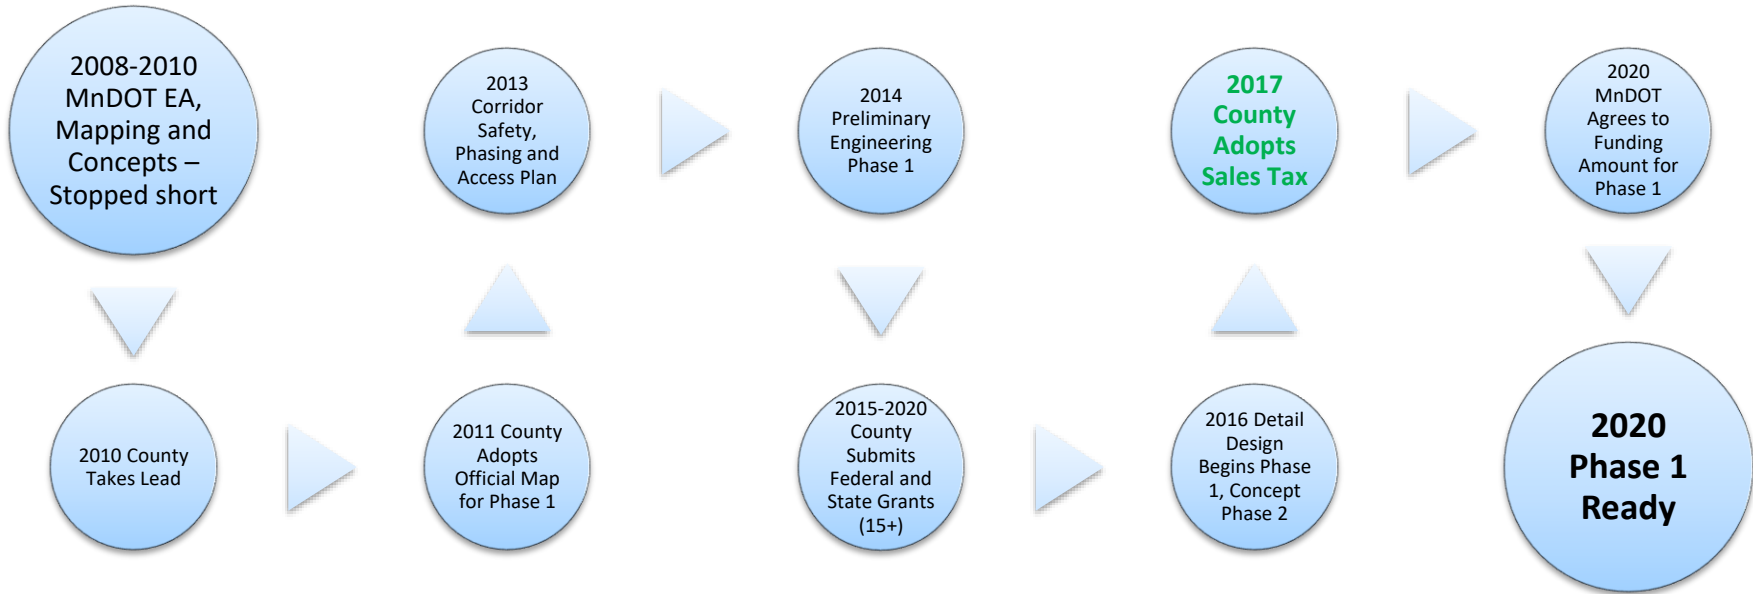 2008-2010
MnDOT EA,
Mapping and
Concepts –
Stopped short
2010 County
Takes Lead
2011 County
Adopts
Official Map
for Phase 1
2013
Corridor
Safety,
Phasing and
Access Plan
2014
Preliminary
Engineering
Phase 1
2015-2020
County
Submits
Federal and
State Grants
(15+)
2016 Detail
Design
Begins Phase
1, Concept
Phase 2
2017
County
Adopts
Sales Tax
2020
MnDOT
Agrees to
Funding
Amount for
Phase 1
2020
Phase 1
Ready